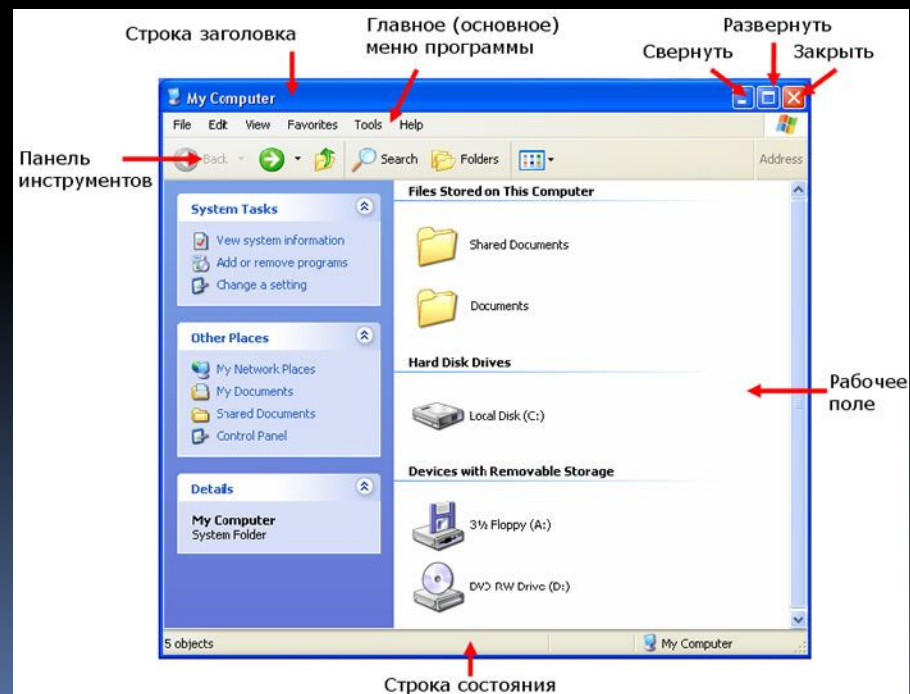 Строка заголовка
Главное (основное)
меню программы
Развернуть
Свернуть
Закрыть
My Computer
File Edit View Favorites Tools Help
Панель
инструментов
Back
Search
Folders
Address
System Tasks
View system information
Add or remove programs
Change a setting
Other Places
My Network Places
My Documents
Shared Documents
Control Panel
Details
My Computer
System Folder
Files Stored on This Computer
Shared Documents
Documents
Hard Disk Drives
Local Disk (C:)
Devices with Removable Storage
3½ Floppy (A:)
DVD RW Drive (D:)
Рабочее
поле
5 objects
My Computer
Строка состояния